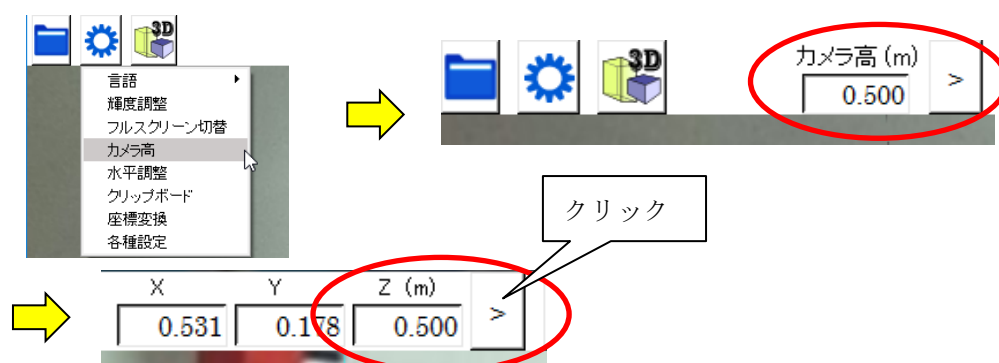 3D
言語
輝度調整
フルスクリーン切替
カメラ高
水平調整
クリップボード
座標変換
各種設定
3D
カメラ高 (m)
0.500
>
クリック
X Y Z (m)
0.531 0.178 0.500 >